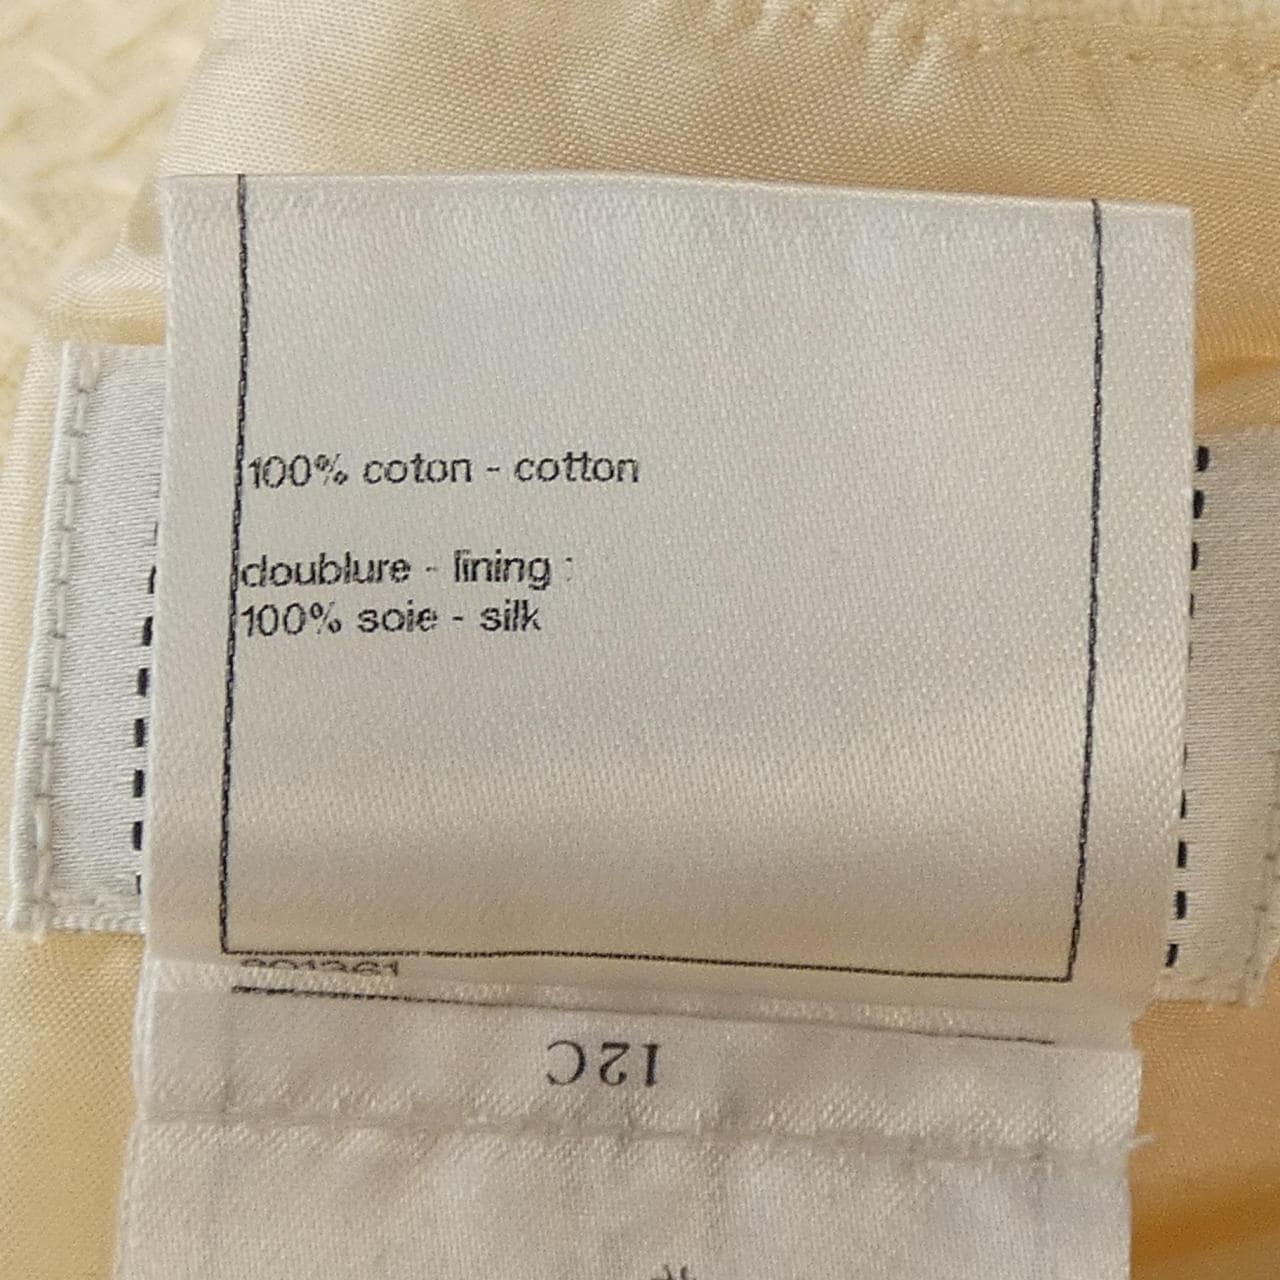 100% coton - cotton
doublure - lining :
100% soie - silk
12C